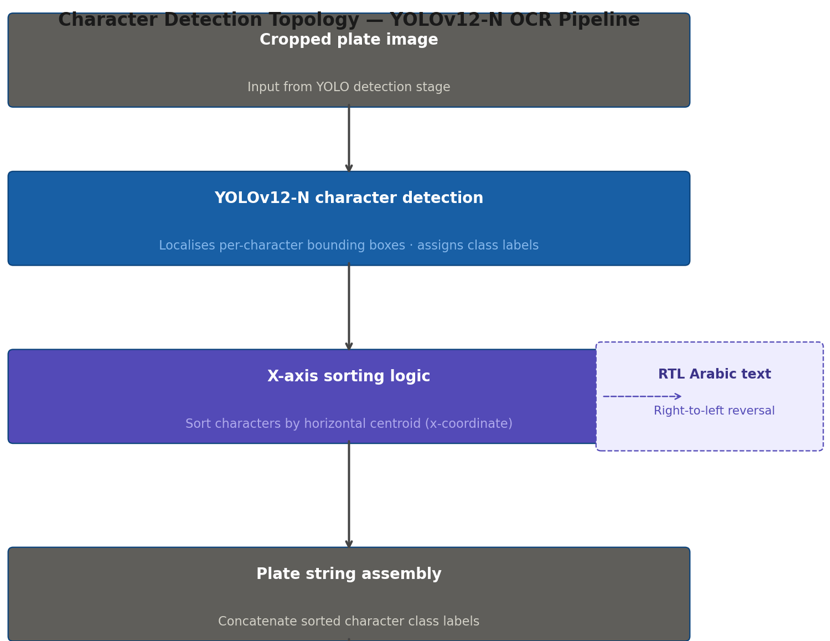 Character Detection Topology — YOLOv12-N OCR Pipeline
Cropped plate image
Input from YOLO detection stage
YOLOv12-N character detection
Localises per-character bounding boxes · assigns class labels
X-axis sorting logic
Sort characters by horizontal centroid (x-coordinate)
RTL Arabic text
Right-to-left reversal
Plate string assembly
Concatenate sorted character class labels